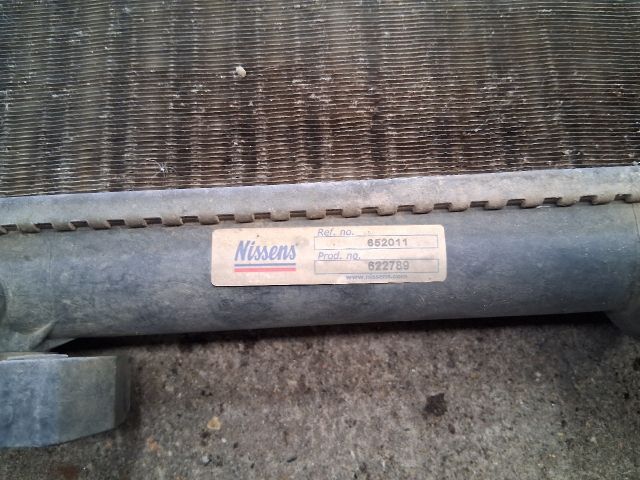 Nissens
Ref. no.
652011
Prod. no.
622789
www.nissens.com